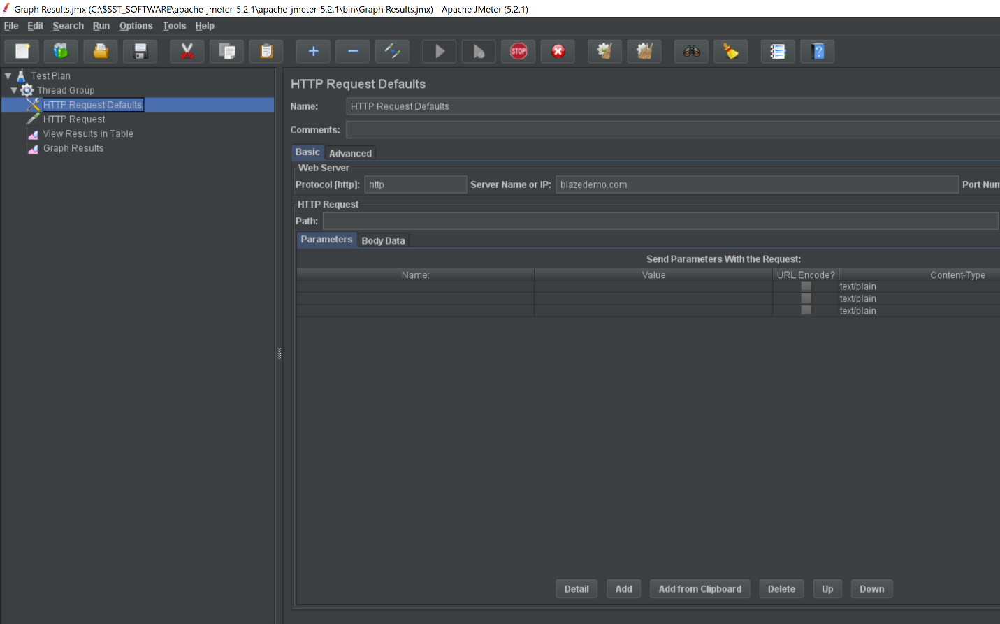 Graph Results.jmx (C:\$SST_SOFTWARE\apache-jmeter-5.2.1\apache-jmeter-5.2.1\bin\Graph Results.jmx) - Apache JMeter (5.2.1)
File Edit Search Run Options Tools Help
STOP
?
Test Plan
Thread Group
HTTP Request Defaults
HTTP Request
View Results in Table
Graph Results
HTTP Request Defaults
Name: HTTP Request Defaults
Comments:
Basic Advanced
Web Server
Protocol [http]: http Server Name or IP: blazedemo.com Port Num
HTTP Request
Path:
Parameters Body Data
Send Parameters With the Request:
Name: Value URL Encode? Content-Type
text/plain
text/plain
text/plain
Detail Add Add from Clipboard Delete Up Down